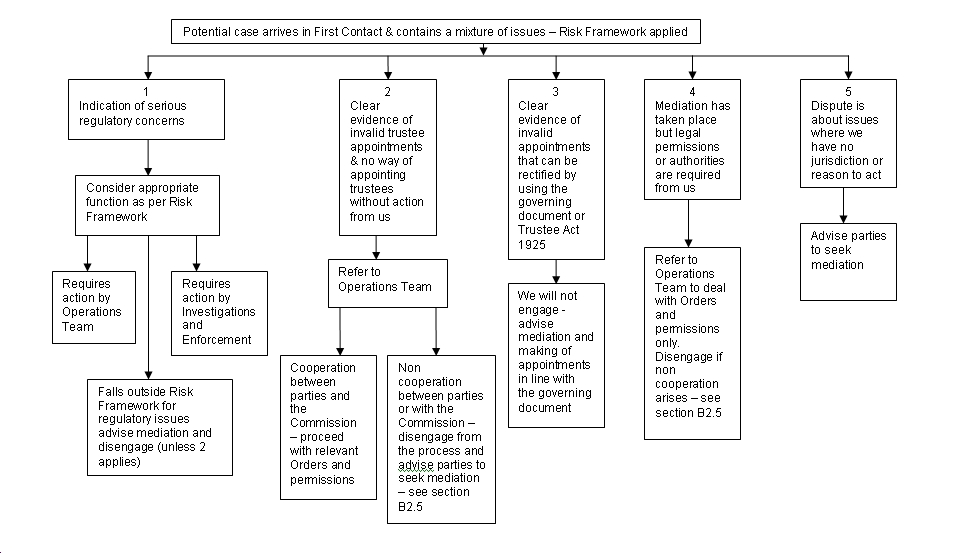 Potential case arrives in First Contact & contains a mixture of issues – Risk Framework applied
1
Indication of serious
regulatory concerns
Consider appropriate
function as per Risk
Framework
Requires
action by
Operations
Team
Requires
action by
Investigations
and
Enforcement
Falls outside Risk
Framework for
regulatory issues
advise mediation and
disengage (unless 2
applies)
2
Clear
evidence of
invalid trustee
appointments
& no way of
appointing
trustees
without action
from us
Refer to
Operations Team
Cooperation
between
parties and
the
Commission
– proceed
with relevant
Orders and
permissions
Non
cooperation
between parties
or with the
Commission –
disengage from
the process and
advise parties to
seek mediation
– see section
B2.5
3
Clear
evidence of
invalid
appointments
that can be
rectified by
using the
governing
document or
Trustee Act
1925
We will not
engage -
advise
mediation and
making of
appointments
in line with
the governing
document
4
Mediation has
taken place
but legal
permissions
or authorities
are required
from us
Refer to
Operations
Team to deal
with Orders
and
permissions
only.
Disengage if
non
cooperation
arises – see
section B2.5
5
Dispute is
about issues
where we
have no
jurisdiction or
reason to act
Advise parties
to seek
mediation